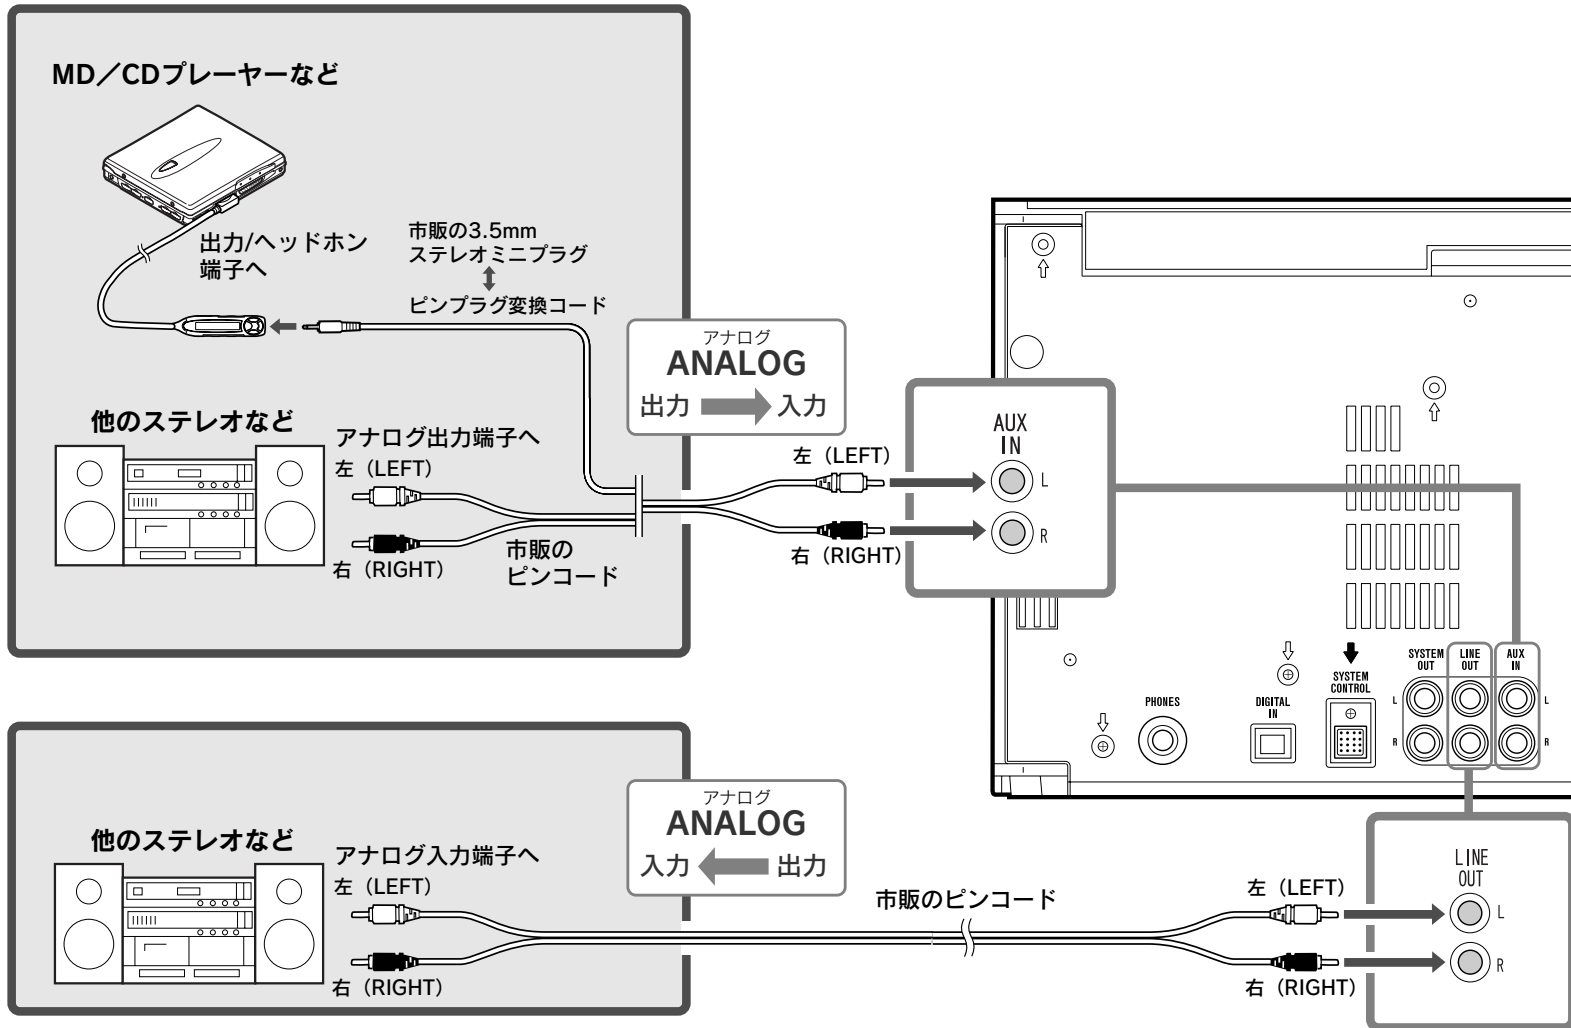 MD／CDプレーヤーなど
出力/ヘッドホン
端子へ
市販の3.5mm
ステレオミニプラグ
ピンプラグ変換コード
アナログ
ANALOG
出力 入力
他のステレオなど
アナログ出力端子へ
左（LEFT）
右（RIGHT）
市販の
ピンコード
左（LEFT）
右（RIGHT）
AUX
IN
L
R
PHONES
DIGITAL
IN
SYSTEM
CONTROL
SYSTEM
OUT
LINE
OUT
AUX
IN
L
L
R
R
他のステレオなど
アナログ入力端子へ
左（LEFT）
右（RIGHT）
アナログ
ANALOG
入力 出力
市販のピンコード
左（LEFT）
右（RIGHT）
LINE
OUT
L
R